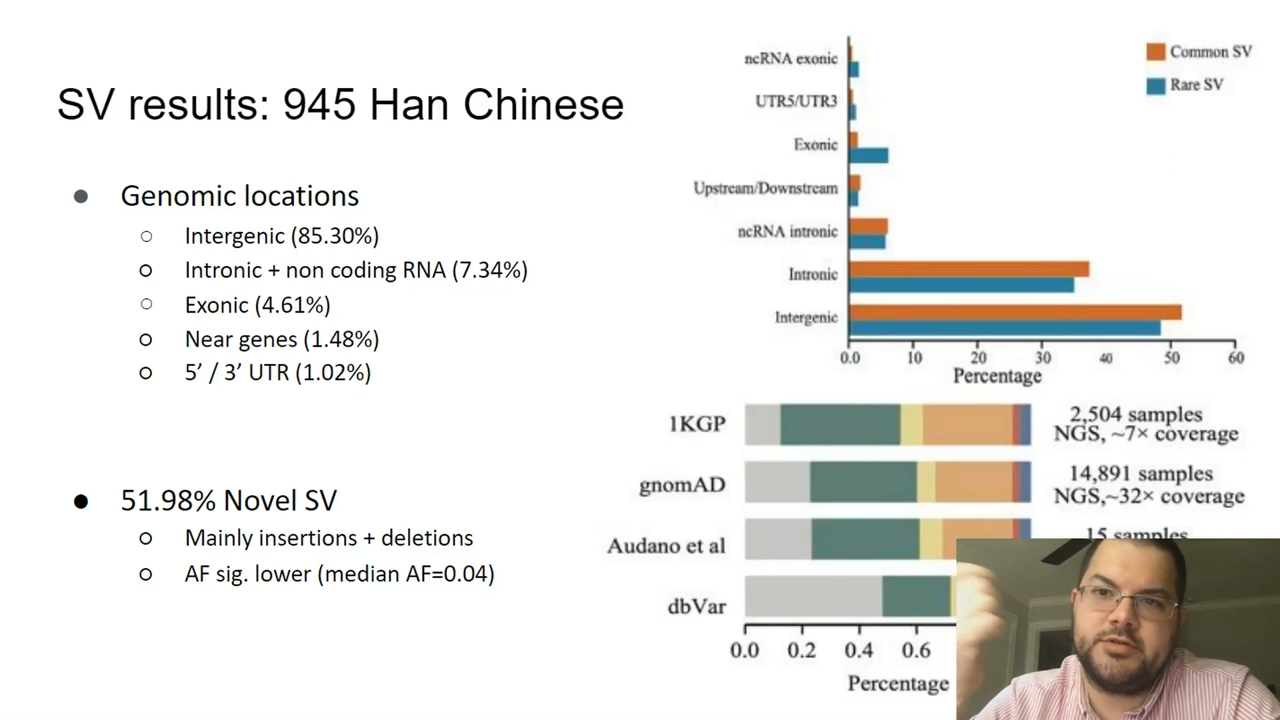 SV results: 945 Han Chinese
Genomic locations
Intergenic (85.30%)
Intronic + non coding RNA (7.34%)
Exonic (4.61%)
Near genes (1.48%)
5’ / 3’ UTR (1.02%)
51.98% Novel SV
Mainly insertions + deletions
AF sig. lower (median AF=0.04)
Common SV
Rare SV
ncRNA exonic
UTR5/UTR3
Exonic
Upstream/Downstream
ncRNA intronic
Intronic
Intergenic
0.0 10 20 30 40 50 60
Percentage
1KGP
2,504 samples
NGS, ~7× coverage
gnomAD
14,891 samples
NGS,~32× coverage
Audano et al
15 samples
dbVar
0.0 0.2 0.4 0.6
Percentage